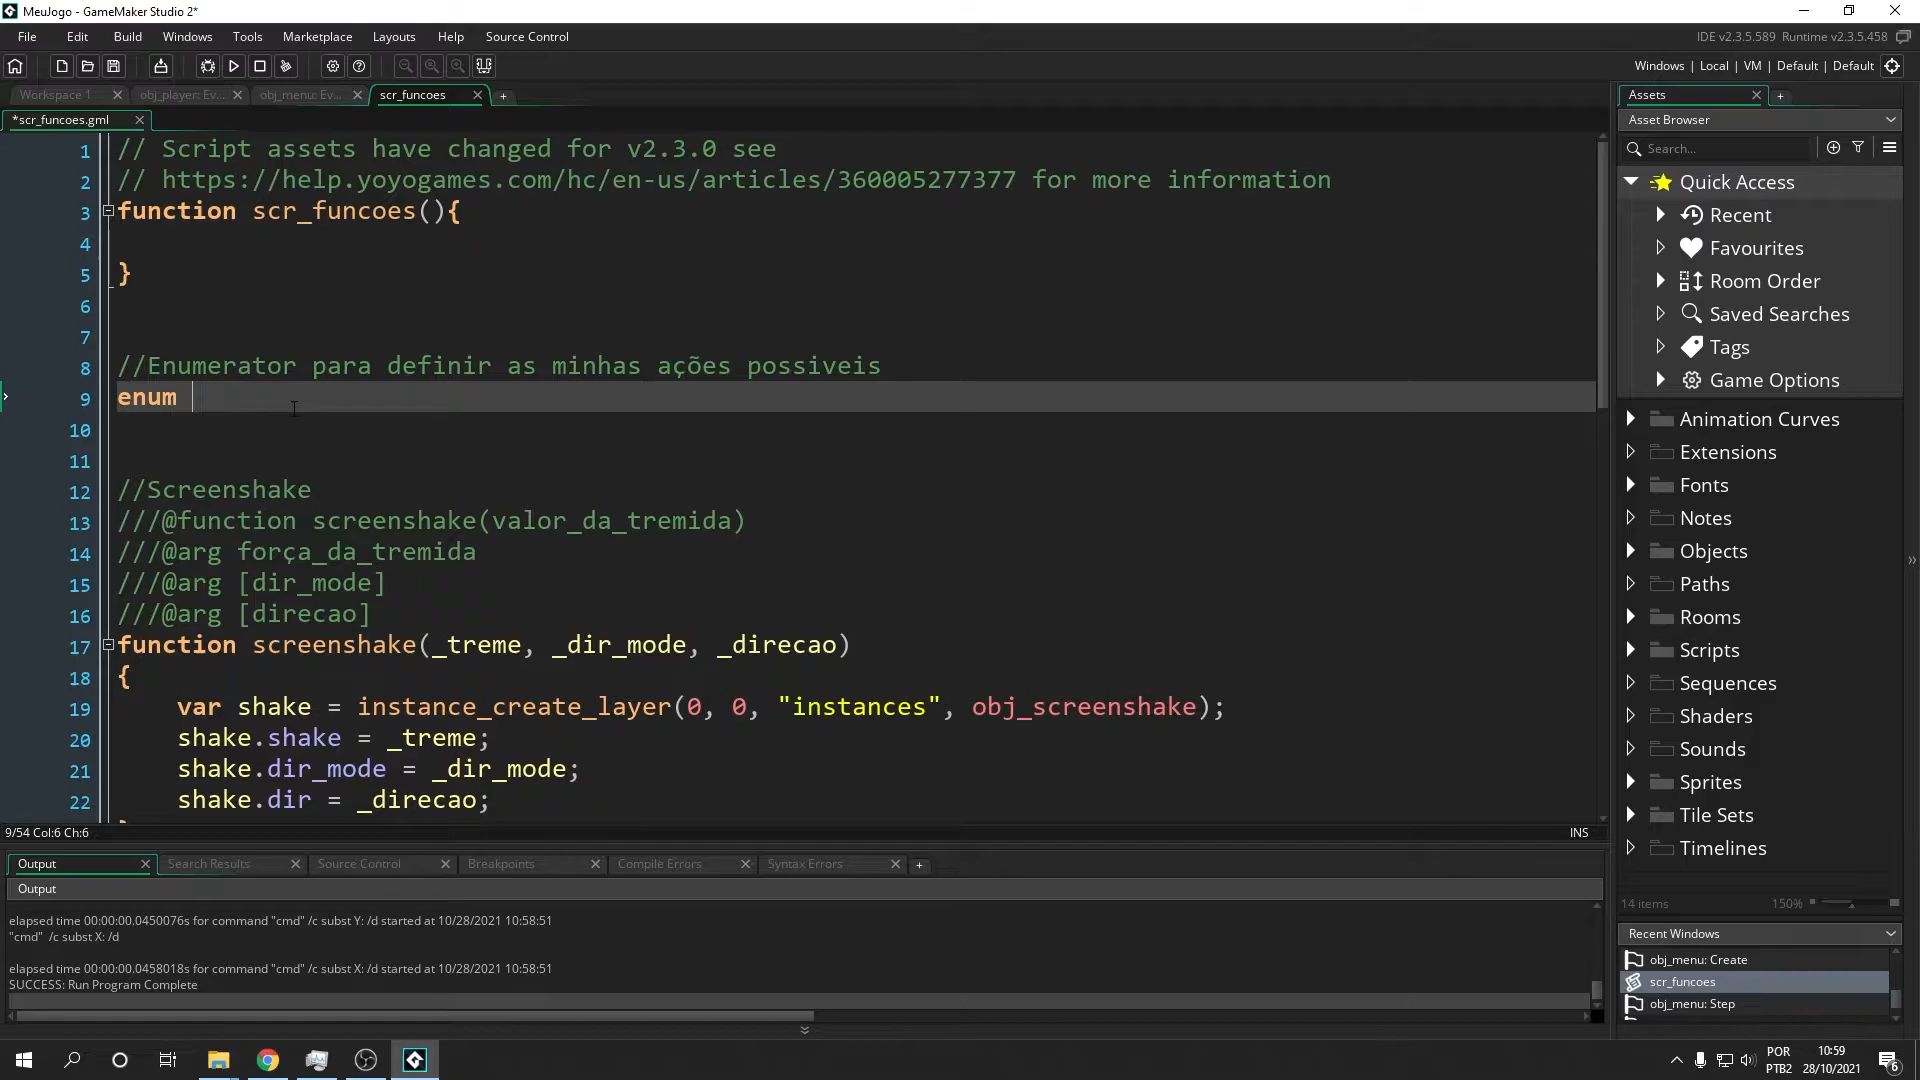 MeuJogo - GameMaker Studio 2*
File Edit Build Windows Tools Marketplace Layouts Help Source Control
IDE v2.3.5.589 Runtime v2.3.5.458
Windows | Local | VM | Default | Default
Workspace 1 obj_player: Ev... obj_menu: Ev... scr_funcoes
*scr_funcoes.gml
1 // Script assets have changed for v2.3.0 see
2 // https://help.yoyogames.com/hc/en-us/articles/360005277377 for more information
3 function scr_funcoes(){
4
5 }
6
7
8 //Enumerator para definir as minhas ações possiveis
9 enum
10
11
12 //Screenshake
13 ///@function screenshake(valor_da_tremida)
14 ///@arg força_da_tremida
15 ///@arg [dir_mode]
16 ///@arg [direcao]
17 function screenshake(_treme, _dir_mode, _direcao)
18 {
19 var shake = instance_create_layer(0, 0, "instances", obj_screenshake);
20 shake.shake = _treme;
21 shake.dir_mode = _dir_mode;
22 shake.dir = _direcao;
9/54 Col:6 Ch:6
INS
Output Search Results Source Control Breakpoints Compile Errors Syntax Errors
Output
elapsed time 00:00:00.0450076s for command "cmd" /c subst Y: /d started at 10/28/2021 10:58:51
"cmd" /c subst X: /d
elapsed time 00:00:00.0458018s for command "cmd" /c subst X: /d started at 10/28/2021 10:58:51
SUCCESS: Run Program Complete
Assets
Asset Browser
Search...
Quick Access
Recent
Favourites
Room Order
Saved Searches
Tags
Game Options
Animation Curves
Extensions
Fonts
Notes
Objects
Paths
Rooms
Scripts
Sequences
Shaders
Sounds
Sprites
Tile Sets
Timelines
14 items 150%
Recent Windows
obj_menu: Create
scr_funcoes
obj_menu: Step
POR
PTB2
10:59
28/10/2021
6